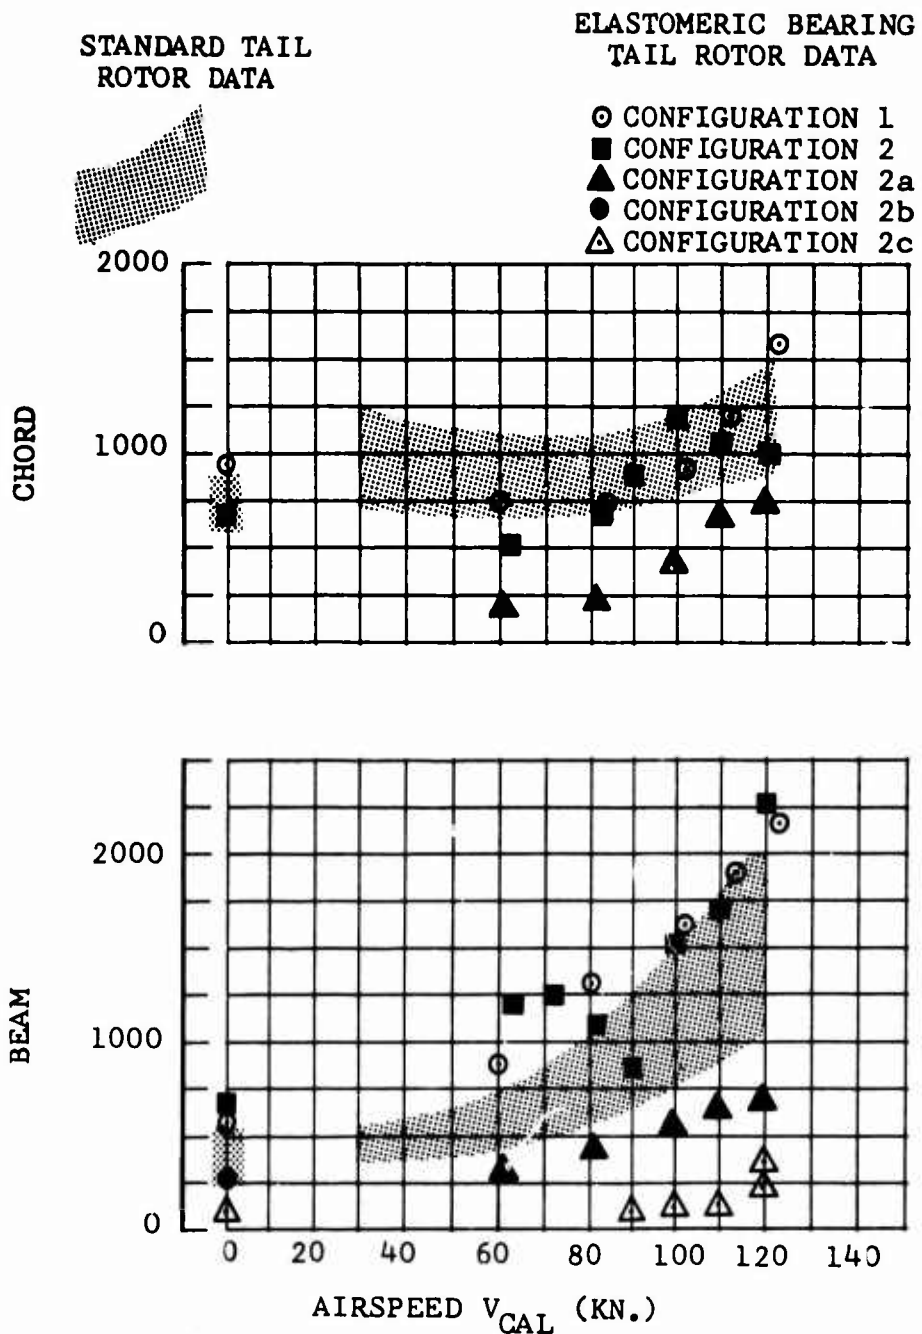 STANDARD TAIL
ROTOR DATA
ELASTOMERIC BEARING
TAIL ROTOR DATA
CONFIGURATION 1
CONFIGURATION 2
CONFIGURATION 2a
CONFIGURATION 2b
CONFIGURATION 2c
2000
1000
0
CHORD
2000
1000
0
BEAM
0 20 40 60 80 100 120 140
AIRSPEED VCAL (KN.)